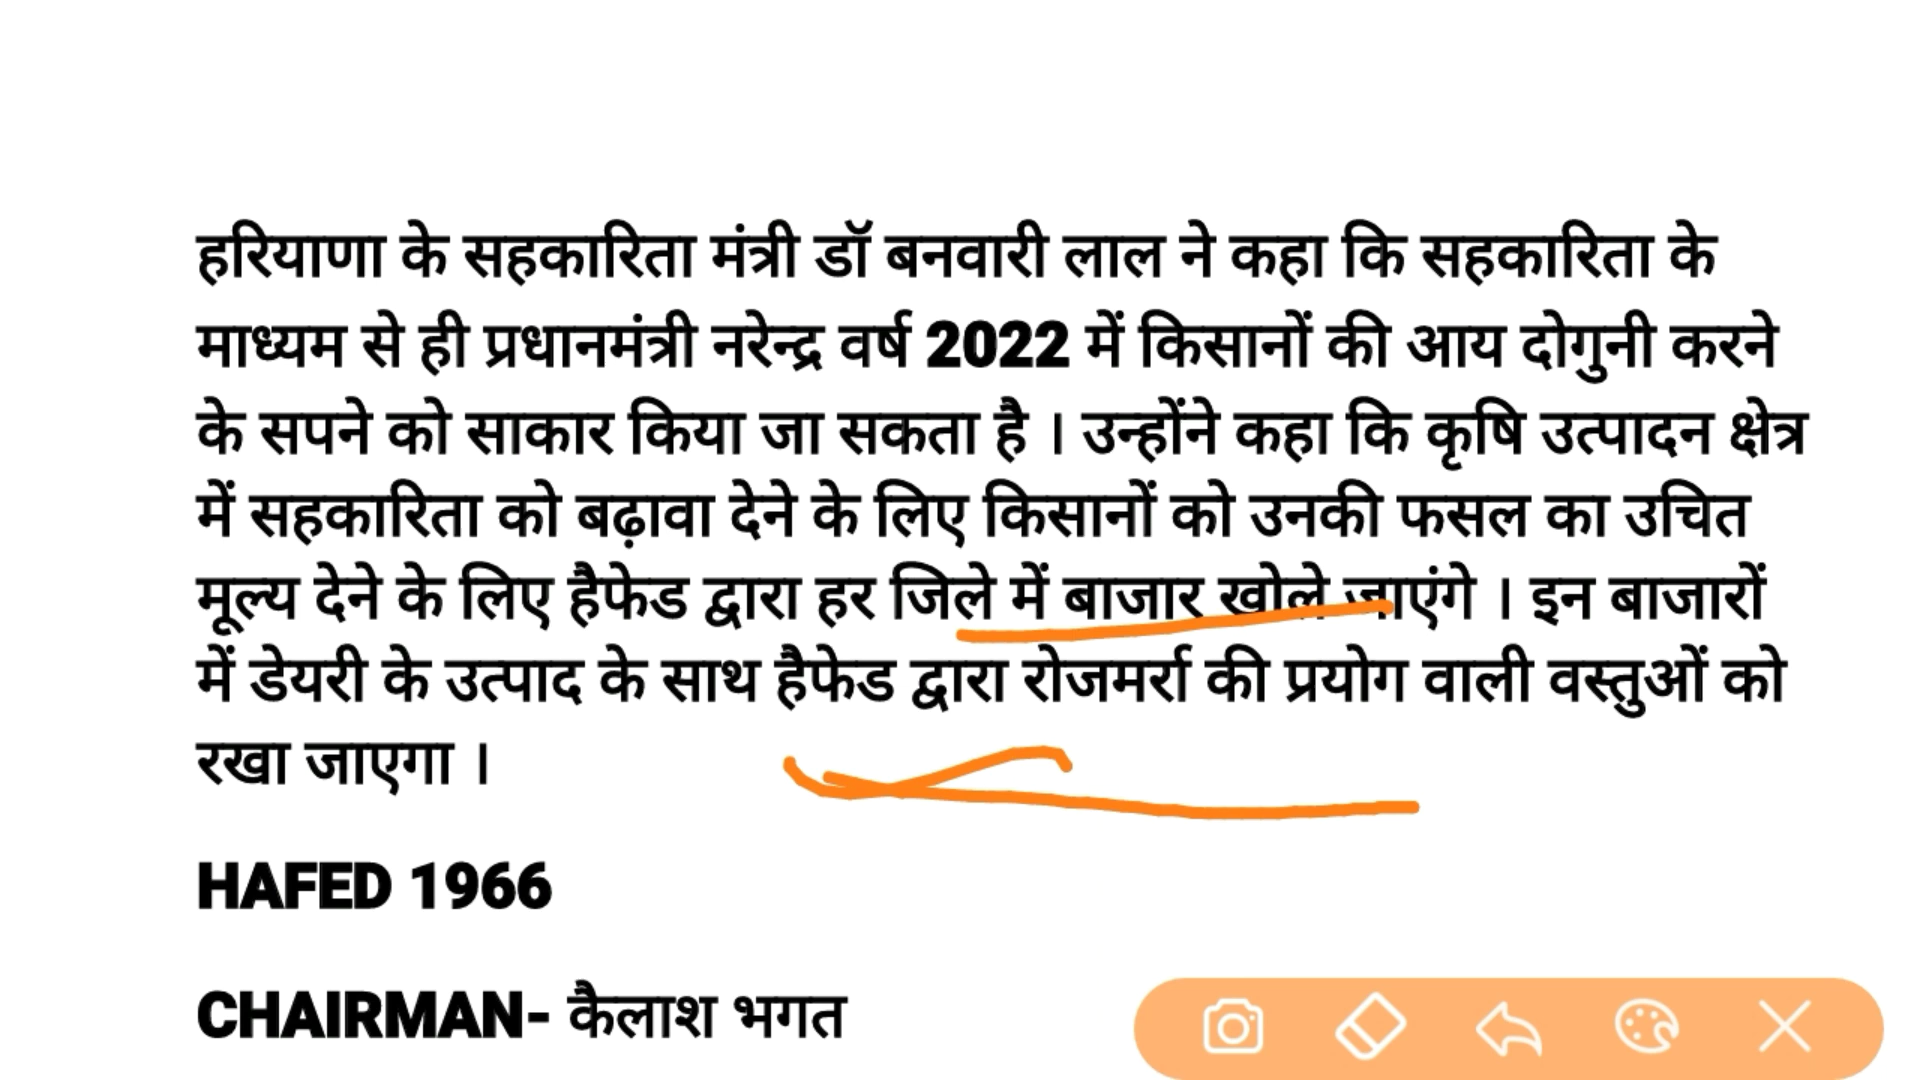 हरियाणा के सहकारिता मंत्री डॉ बनवारी लाल ने कहा कि सहकारिता के
माध्यम से ही प्रधानमंत्री नरेन्द्र वर्ष 2022 में किसानों की आय दोगुनी करने
के सपने को साकार किया जा सकता है । उन्होंने कहा कि कृषि उत्पादन क्षेत्र
में सहकारिता को बढ़ावा देने के लिए किसानों को उनकी फसल का उचित
मूल्य देने के लिए हैफेड द्वारा हर जिले में बाजार खोले जाएंगे । इन बाजारों
में डेयरी के उत्पाद के साथ हैफेड द्वारा रोजमर्रा की प्रयोग वाली वस्तुओं को
रखा जाएगा ।
HAFED 1966
CHAIRMAN- कैलाश भगत